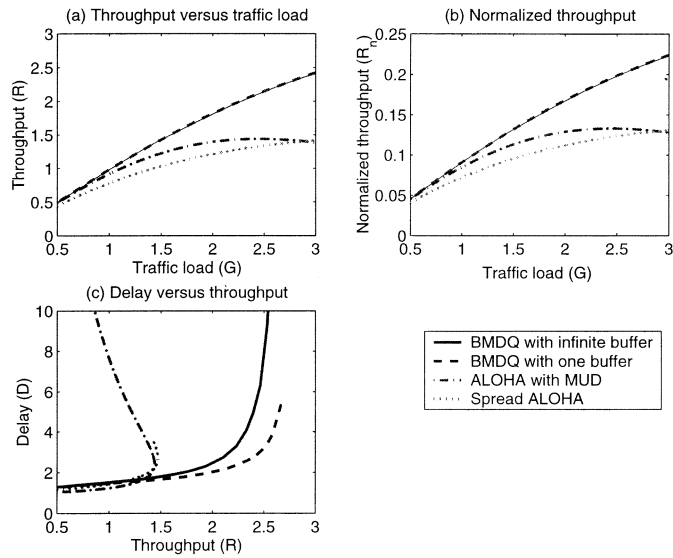 (a) Throughput versus traffic load
3
2.5
2
1.5
1
0.5
0
0.5 1 1.5 2 2.5 3
Throughput (R)
Traffic load (G)
(b) Normalized throughput
0.25
0.2
0.15
0.1
0.05
0
0.5 1 1.5 2 2.5 3
Normalized throughput (Rn)
Traffic load (G)
(c) Delay versus throughput
10
8
6
4
2
0
0.5 1 1.5 2 2.5 3
Delay (D)
Throughput (R)
BMDQ with infinite buffer
BMDQ with one buffer
ALOHA with MUD
Spread ALOHA